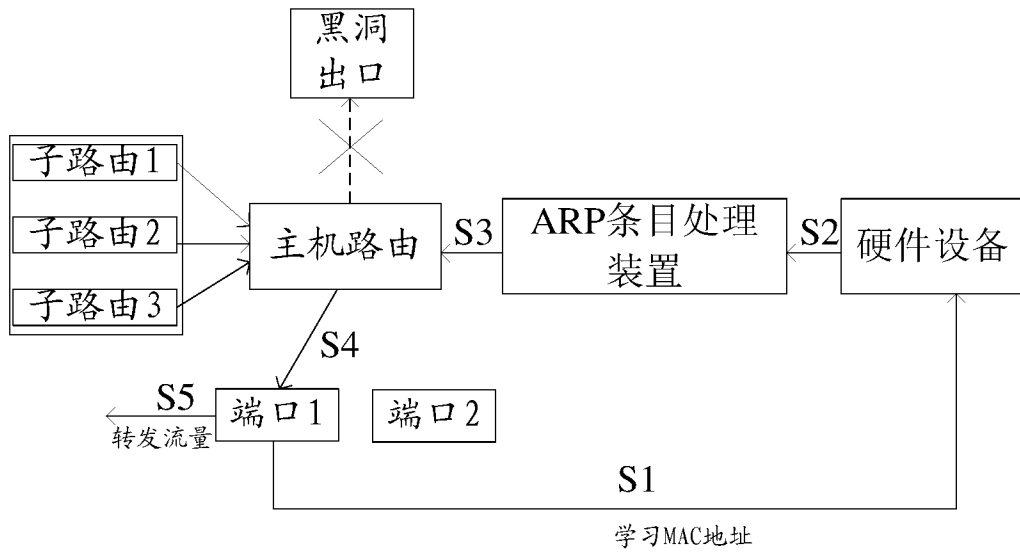 黑洞
出口
子路由1
子路由2
子路由3
主机路由
S3
ARP条目处理
装置
S2
硬件设备
S4
S5
转发流量
端口1
端口2
S1
学习MAC地址